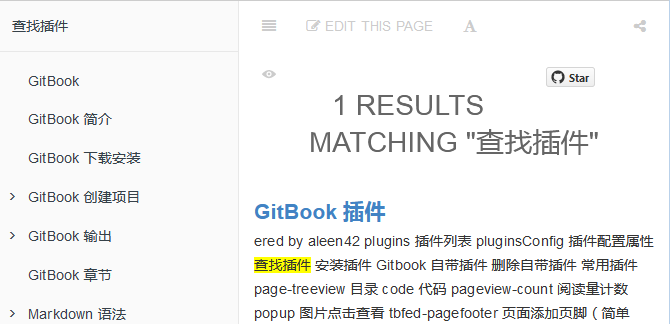 查找插件
GitBook
GitBook 简介
GitBook 下载安装
GitBook 创建项目
GitBook 输出
GitBook 章节
Markdown 语法
EDIT THIS PAGE
Star
1 RESULTS
MATCHING "查找插件"
GitBook 插件
ered by aleen42 plugins 插件列表 pluginsConfig 插件配置属性
查找插件 安装插件 Gitbook 自带插件 删除自带插件 常用插件
page-treeview 目录 code 代码 pageview-count 阅读量计数
popup 图片点击查看 tbfed-pagefooter 页面添加页脚（简单